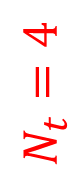 N_t = 4